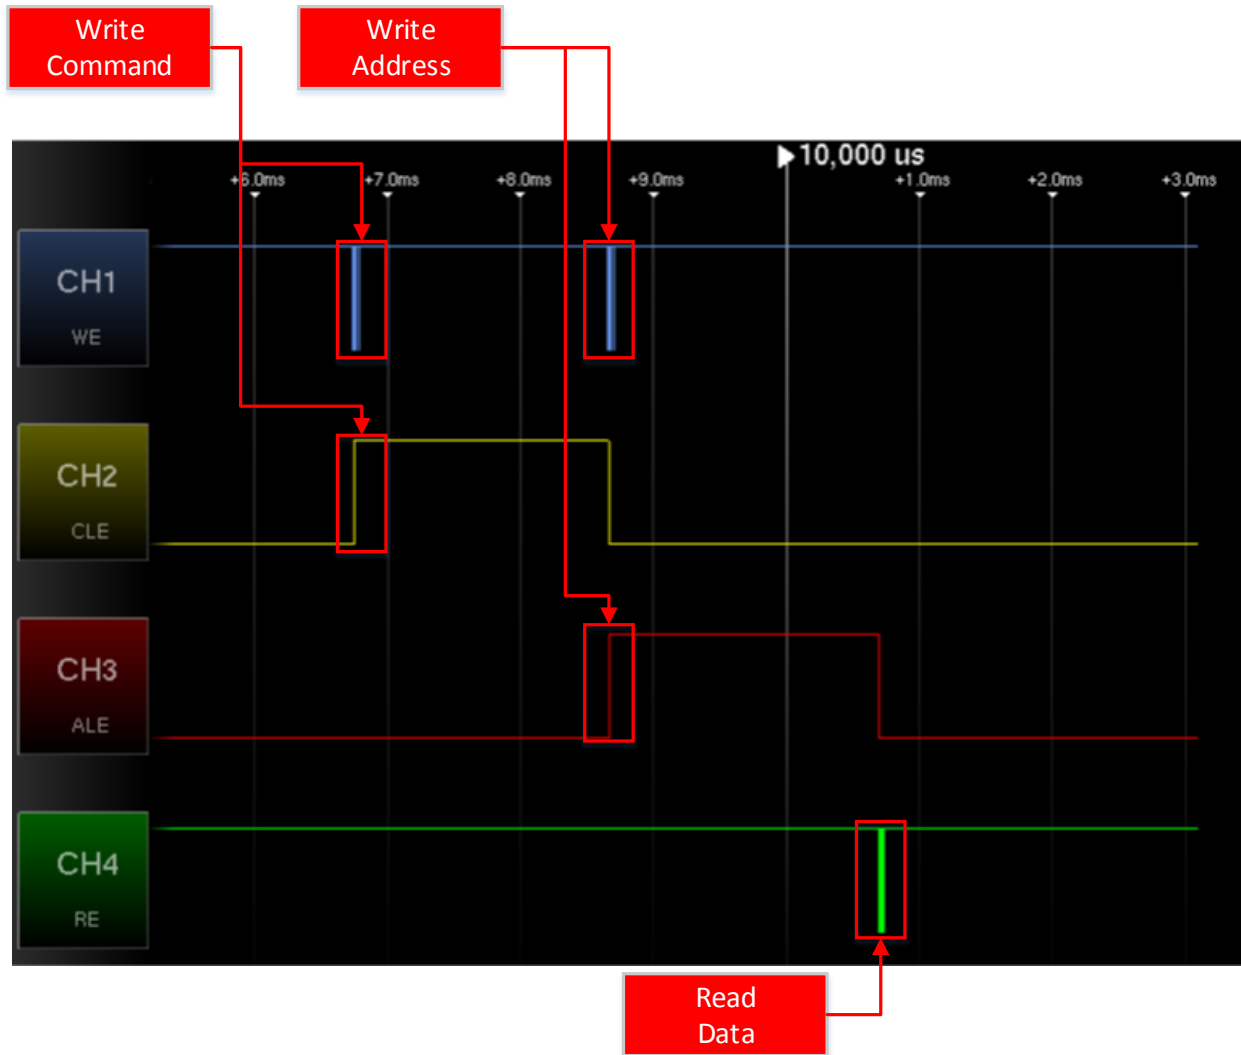 Write
Command
Write
Address
10,000 us
+6.0ms
+7.0ms
+8.0ms
+9.0ms
+1.0ms
+2.0ms
+3.0ms
CH1
WE
CH2
CLE
CH3
ALE
CH4
RE
Read
Data